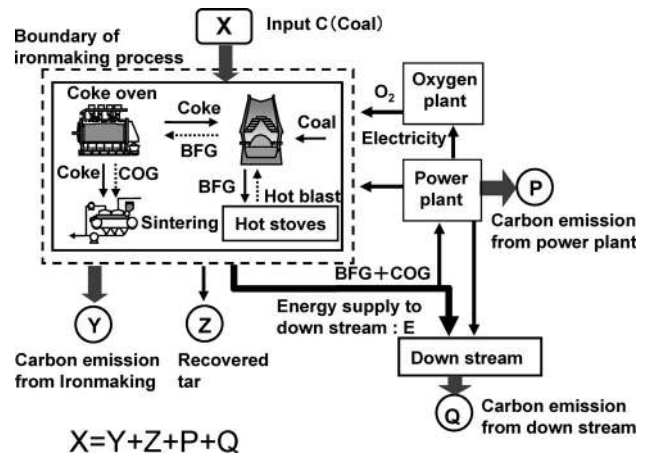 X
Input C(Coal)
Boundary of
ironmaking process
Coke oven
Coke
BFG
Coal
Coke
COG
BFG
Hot blast
Sintering
Hot stoves
O2
Oxygen
plant
Electricity
Power
plant
P
Carbon emission
from power plant
BFG+COG
Energy supply to
down stream : E
Y
Z
Carbon emission
from Ironmaking
Recovered
tar
Down stream
Q
Carbon emission
from down stream
X=Y+Z+P+Q